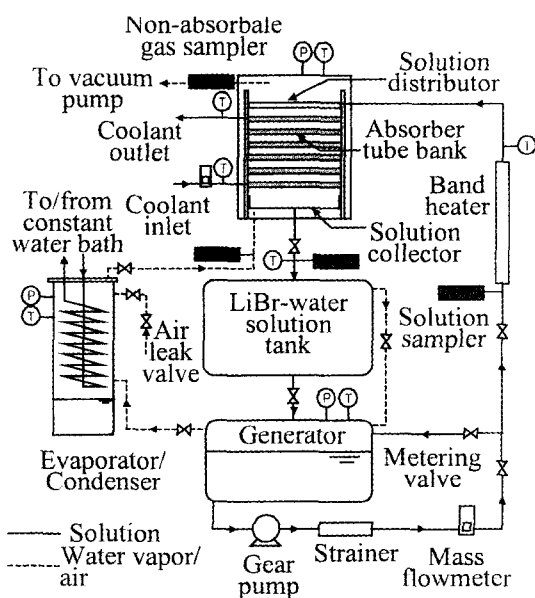 Non-absorbale
gas sampler
P
T
To vacuum
pump
Solution
distributor
T
Coolant
outlet
Absorber
tube bank
T
I
Band
heater
To/from
constant
water bath
Coolant
inlet
Solution
collector
T
P
T
Air
leak
valve
LiBr-water
solution
tank
Solution
sampler
P
T
Generator
Evaporator/
Condenser
Metering
valve
Solution
Water vapor/
air
Gear
pump
Strainer
Mass
flowmeter